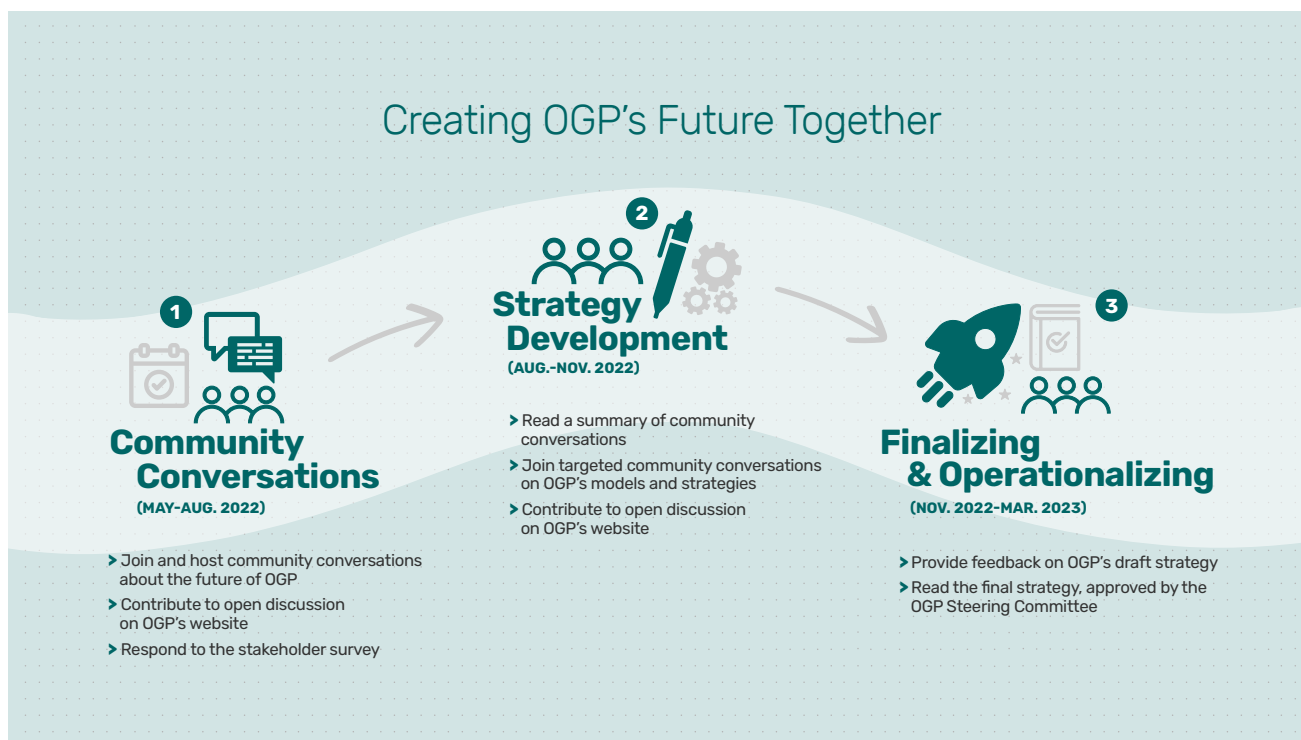 Creating OGP's Future Together
1
Community
Conversations
(MAY-AUG. 2022)
> Join and host community conversations
about the future of OGP
> Contribute to open discussion
on OGP's website
> Respond to the stakeholder survey
2
Strategy
Development
(AUG.-NOV. 2022)
> Read a summary of community
conversations
> Join targeted community conversations
on OGP's models and strategies
> Contribute to open discussion
on OGP's website
3
Finalizing
& Operationalizing
(NOV. 2022-MAR. 2023)
> Provide feedback on OGP's draft strategy
> Read the final strategy, approved by the
OGP Steering Committee